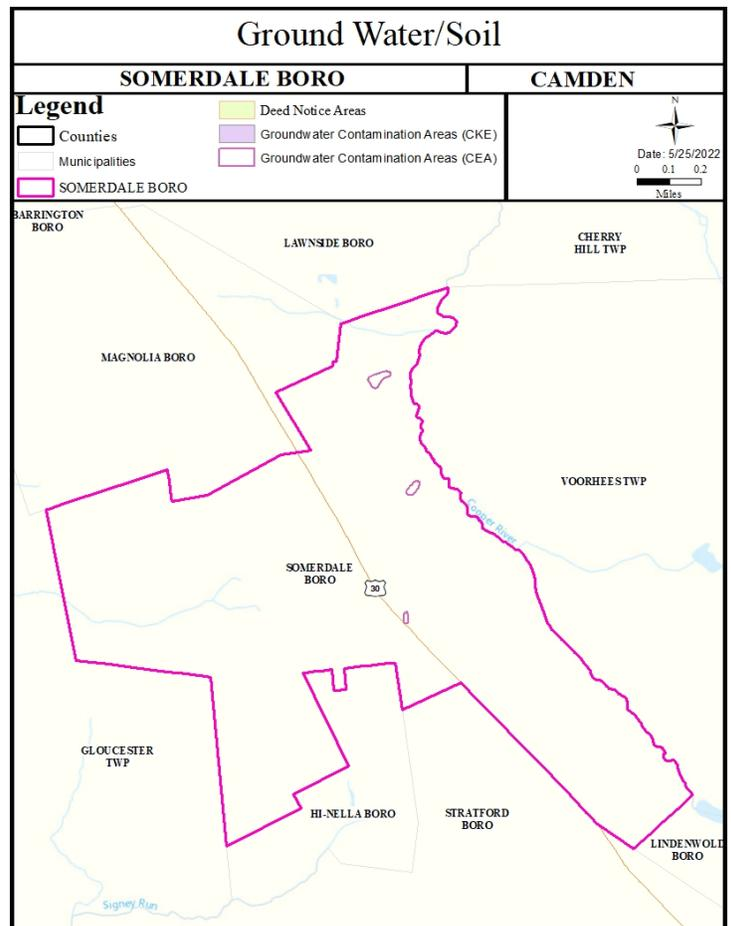 Ground Water/Soil
SOMERDALE BORO
CAMDEN
Legend
Counties
Municipalities
SOMERDALE BORO
Deed Notice Areas
Groundwater Contamination Areas (CKE)
Groundwater Contamination Areas (CEA)
N
Date: 5/25/2022
0 0.1 0.2
Miles
BARRINGTON
BORO
LAWNSIDE BORO
CHERRY
HILL TWP
MAGNOLIA BORO
VOORHEES TWP
Cooper River
SOMERDALE
BORO
30
GLOUCESTER
TWP
HI-NELLA BORO
STRATFORD
BORO
LINDENWOLD
BORO
Signey Run